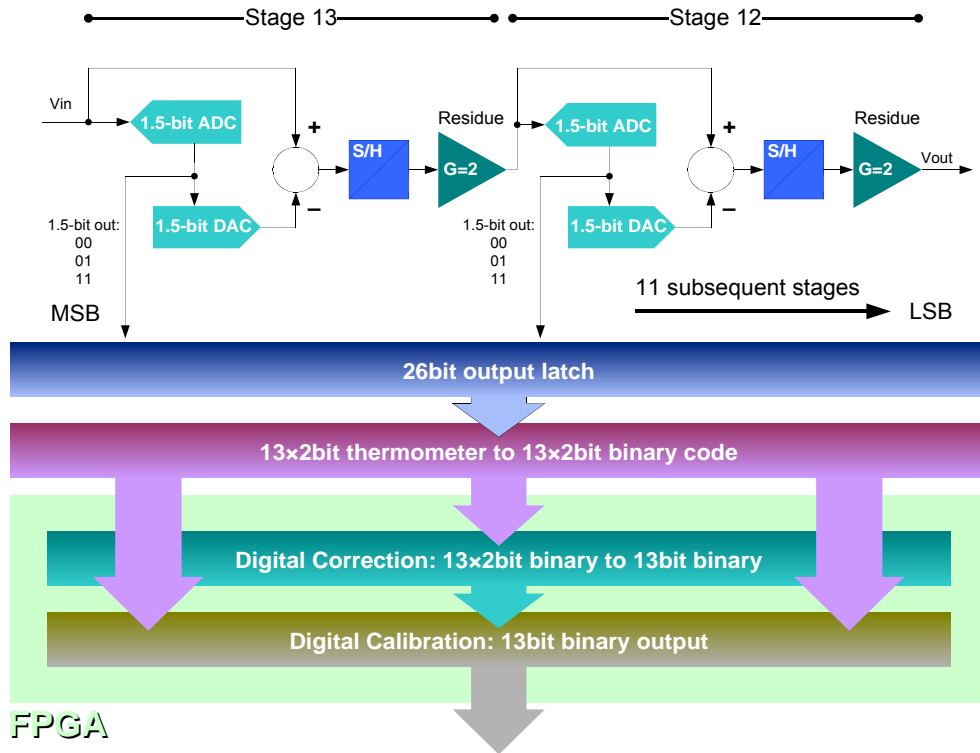 Stage 13
Stage 12
Vin
1.5-bit ADC
+
–
S/H
Residue
G=2
1.5-bit DAC
1.5-bit out:
00
01
11
1.5-bit ADC
+
–
S/H
Residue
G=2
Vout
1.5-bit DAC
1.5-bit out:
00
01
11
11 subsequent stages
MSB
LSB
26bit output latch
13×2bit thermometer to 13×2bit binary code
Digital Correction: 13×2bit binary to 13bit binary
Digital Calibration: 13bit binary output
FPGA